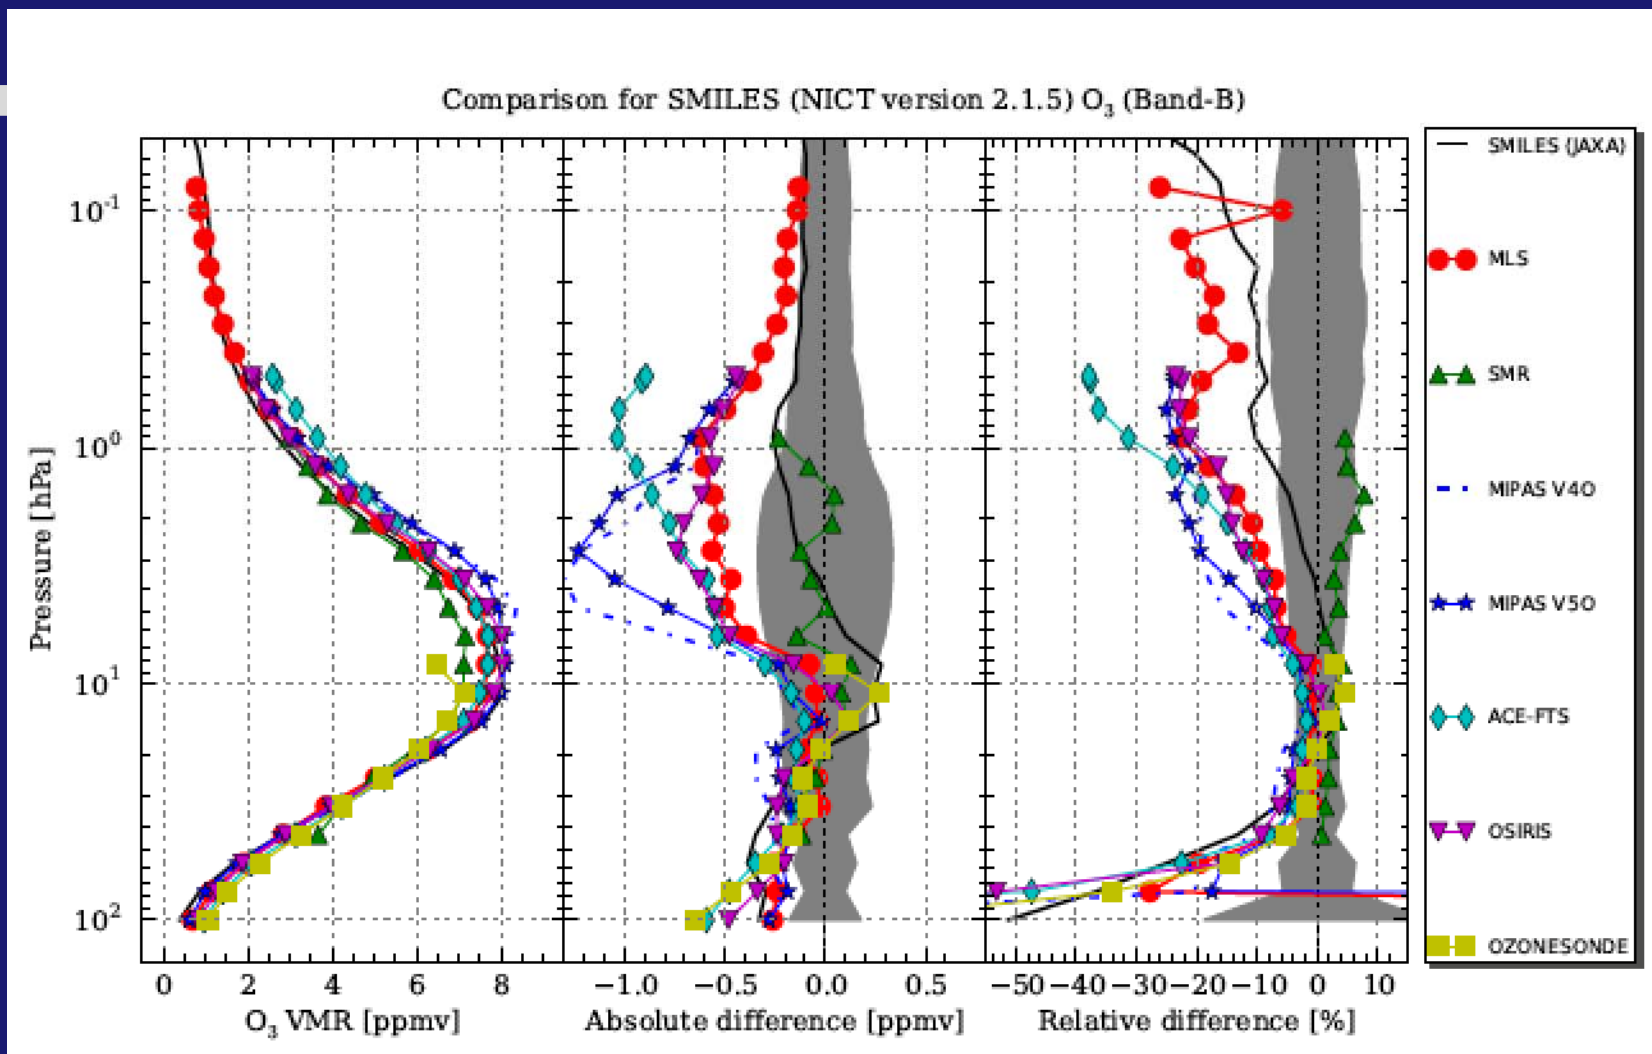 Comparison for SMILES (NICT version 2.1.5) O₃ (Band-B)
Pressure [hPa]
10⁻¹
10⁰
10¹
10²
0 2 4 6 8
O₃ VMR [ppmv]
−1.0 −0.5 0.0 0.5
Absolute difference [ppmv]
−50 −40 −30 −20 −10 0 10
Relative difference [%]
SMILES (JAXA)
MLS
SMR
MIPAS V4O
MIPAS V5O
ACE-FTS
OSIRIS
OZONESONDE